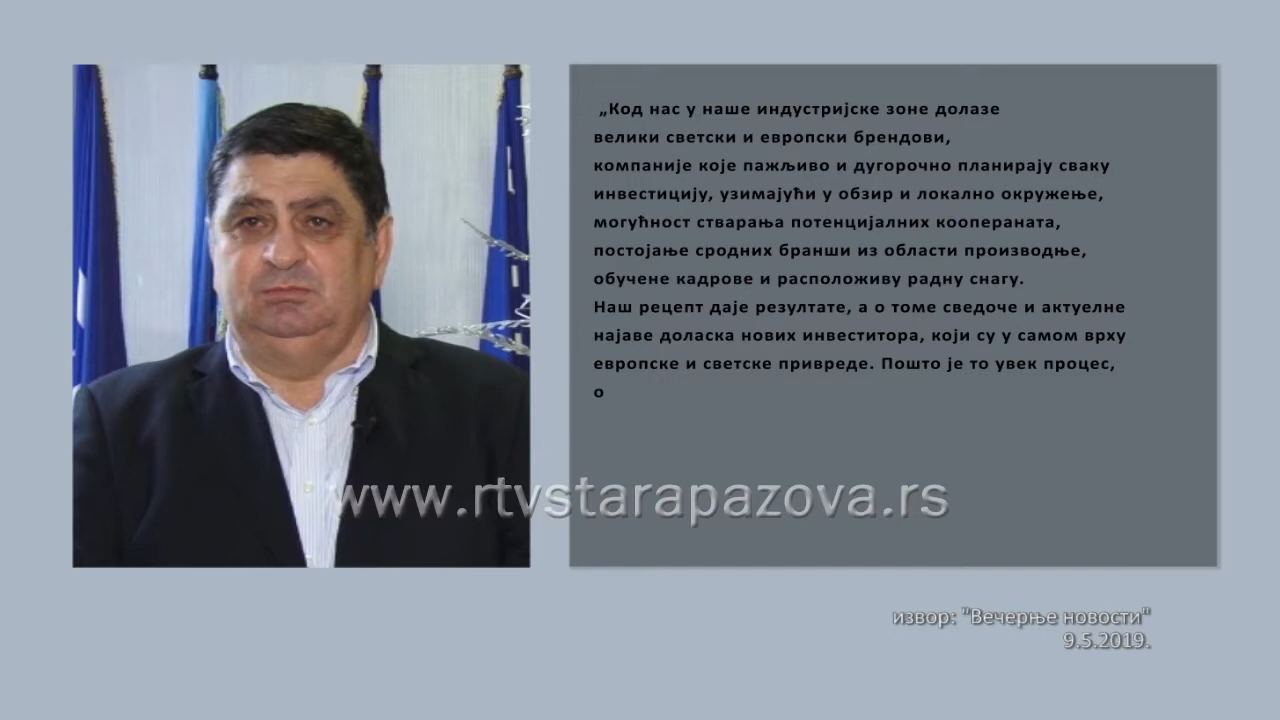 „Код нас у наше индустријске зоне долазе
велики светски и европски брендови,
компаније које пажљиво и дугорочно планирају сваку
инвестицију, узимајући у обзир и локално окружење,
могућност стварања потенцијалних коопераната,
постојање сродних бранши из области производње,
обучене кадрове и расположиву радну снагу.
Наш рецепт даје резултате, а о томе сведоче и актуелне
најаве доласка нових инвеститора, који су у самом врху
европске и светске привреде. Пошто је то увек процес,
о
www.rtvstarapazova.rs
извор: "Вечерње новости"
9.5.2019.